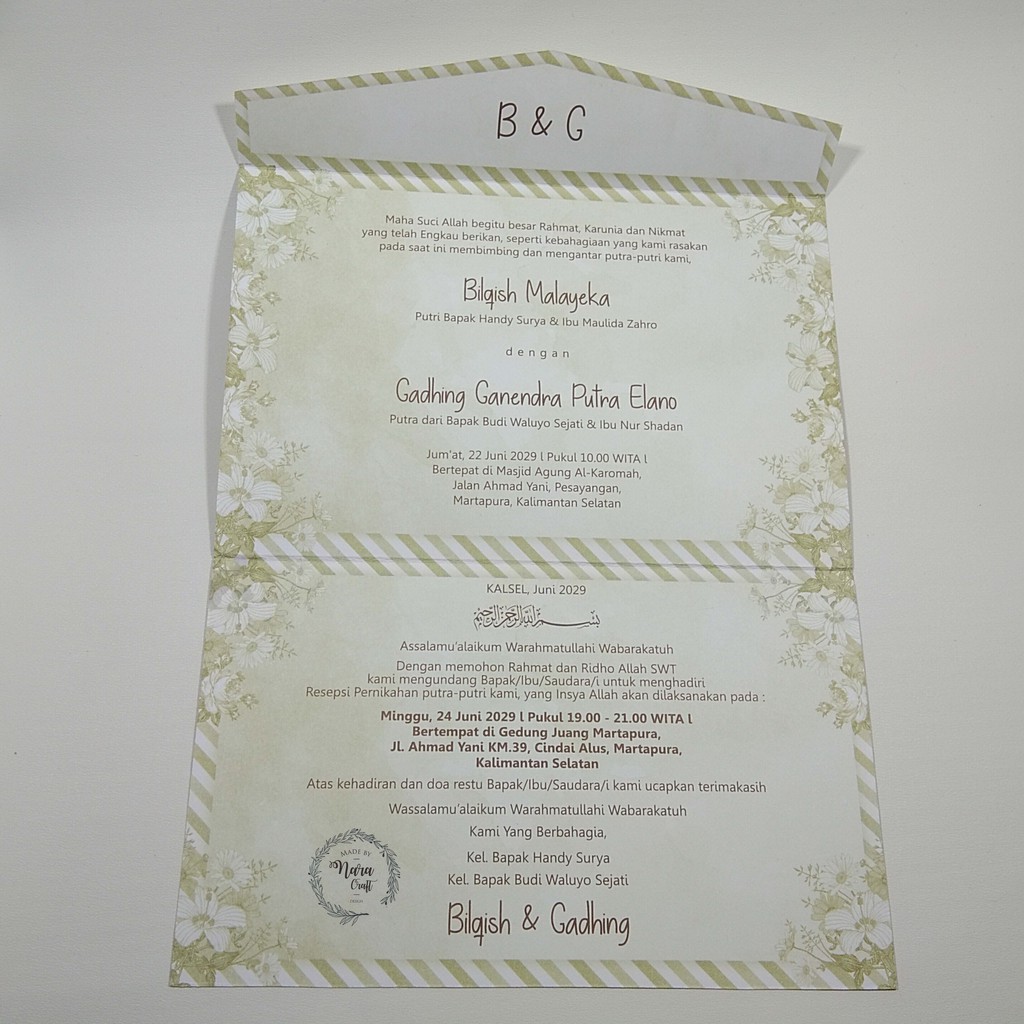 B & G
Maha Suci Allah begitu besar Rahmat, Karunia dan Nikmat
yang telah Engkau berikan, seperti kebahagiaan yang kami rasakan
pada saat ini membimbing dan mengantar putra-putri kami,
Bilqish Malayeka
Putri Bapak Handy Surya & Ibu Maulida Zahro
dengan
Gadhing Ganendra Putra Elano
Putra dari Bapak Budi Waluyo Sejati & Ibu Nur Shadan
Jum'at, 22 Juni 2029 l Pukul 10.00 WITA l
Bertepat di Masjid Agung Al-Karomah,
Jalan Ahmad Yani, Pesayangan,
Martapura, Kalimantan Selatan
KALSEL, Juni 2029
بسم الله الرحمن الرحيم
Assalamu'alaikum Warahmatullahi Wabarakatuh
Dengan memohon Rahmat dan Ridho Allah SWT
kami mengundang Bapak/Ibu/Saudara/i untuk menghadiri
Resepsi Pernikahan putra-putri kami, yang Insya Allah akan dilaksanakan pada :
Minggu, 24 Juni 2029 l Pukul 19.00 - 21.00 WITA l
Bertempat di Gedung Juang Martapura,
Jl. Ahmad Yani KM.39, Cindai Alus, Martapura,
Kalimantan Selatan
Atas kehadiran dan doa restu Bapak/Ibu/Saudara/i kami ucapkan terimakasih
Wassalamu'alaikum Warahmatullahi Wabarakatuh
Kami Yang Berbahagia,
Kel. Bapak Handy Surya
Kel. Bapak Budi Waluyo Sejati
Bilqish & Gadhing
MADE BY
Nara
Craft